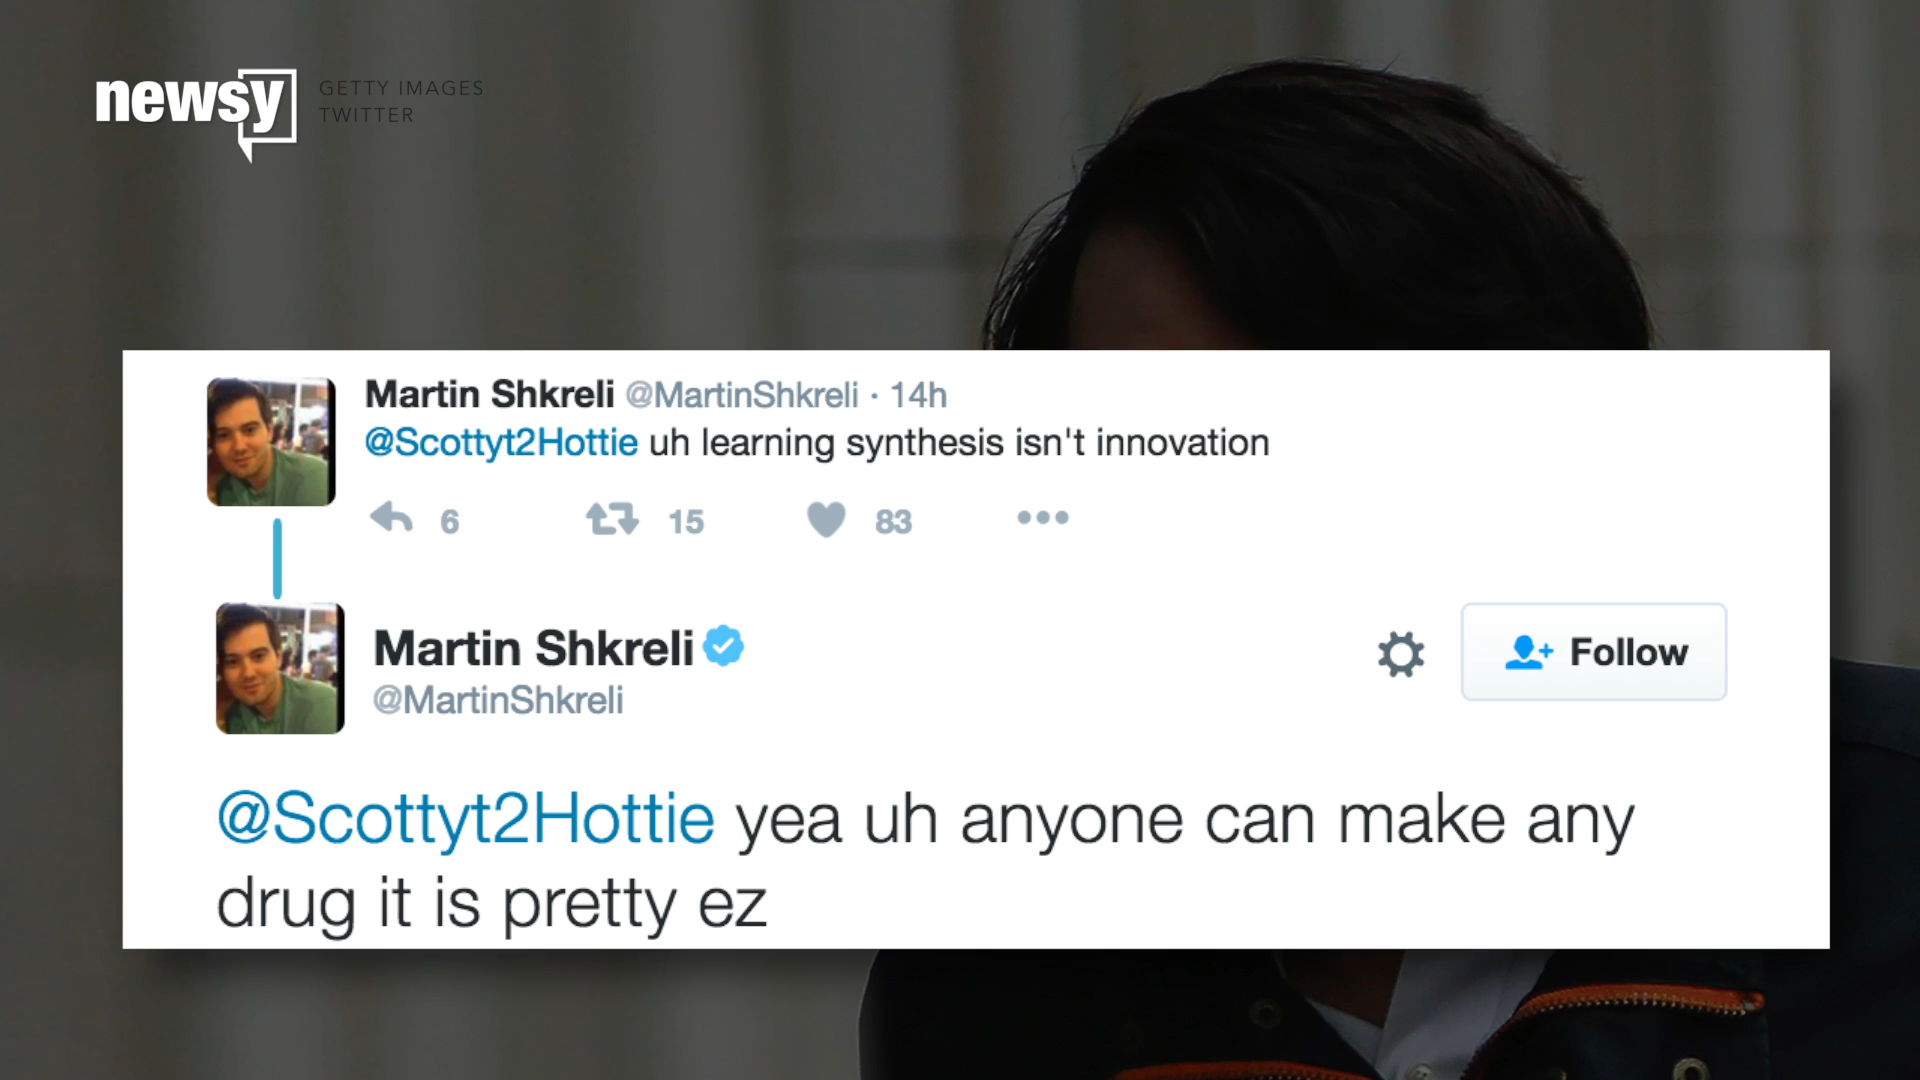 newsy
GETTY IMAGES
TWITTER
Martin Shkreli @MartinShkreli · 14h
@Scottyt2Hottie uh learning synthesis isn't innovation
6 15 83 •••
Martin Shkreli
Follow
@MartinShkreli
@Scottyt2Hottie yea uh anyone can make any
drug it is pretty ez